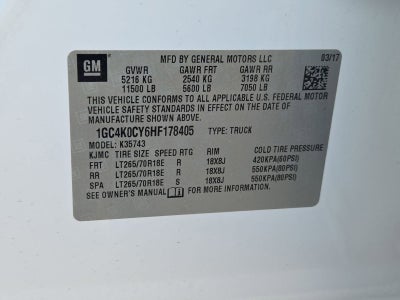 GM
MFD BY GENERAL MOTORS LLC 03/17
GVWR GAWR FRT GAWR RR
5216 KG 2540 KG 3198 KG
11500 LB 5600 LB 7050 LB
THIS VEHICLE CONFORMS TO ALL APPLICABLE U.S. FEDERAL MOTOR
VEHICLE SAFETY STANDARDS IN EFFECT ON THE DATE OF
MANUFACTURE SHOWN ABOVE.
1GC4K0CY6HF178405 TYPE: TRUCK
MODEL: K35743
KJMC TIRE SIZE SPEED RTG RIM COLD TIRE PRESSURE
FRT LT265/70R18E R 18X8J 420KPA(60PSI)
RR LT265/70R18E R 18X8J 550KPA(80PSI)
SPA LT265/70R18E S 18X8J 550KPA(80PSI)
SEE OWNER'S MANUAL FOR MORE INFORMATION.